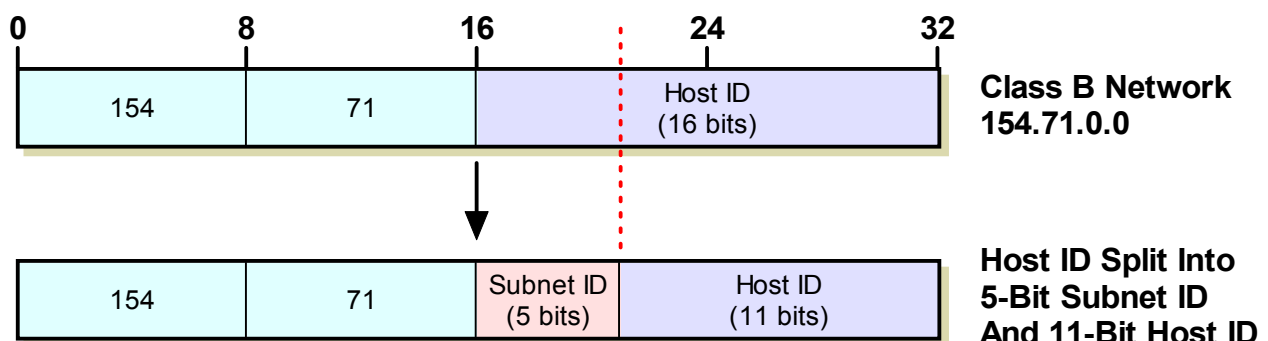 0 8 16 24 32
154 71 Host ID
(16 bits)
Class B Network
154.71.0.0
154 71 Subnet ID
(5 bits)
Host ID
(11 bits)
Host ID Split Into
5-Bit Subnet ID
And 11-Bit Host ID